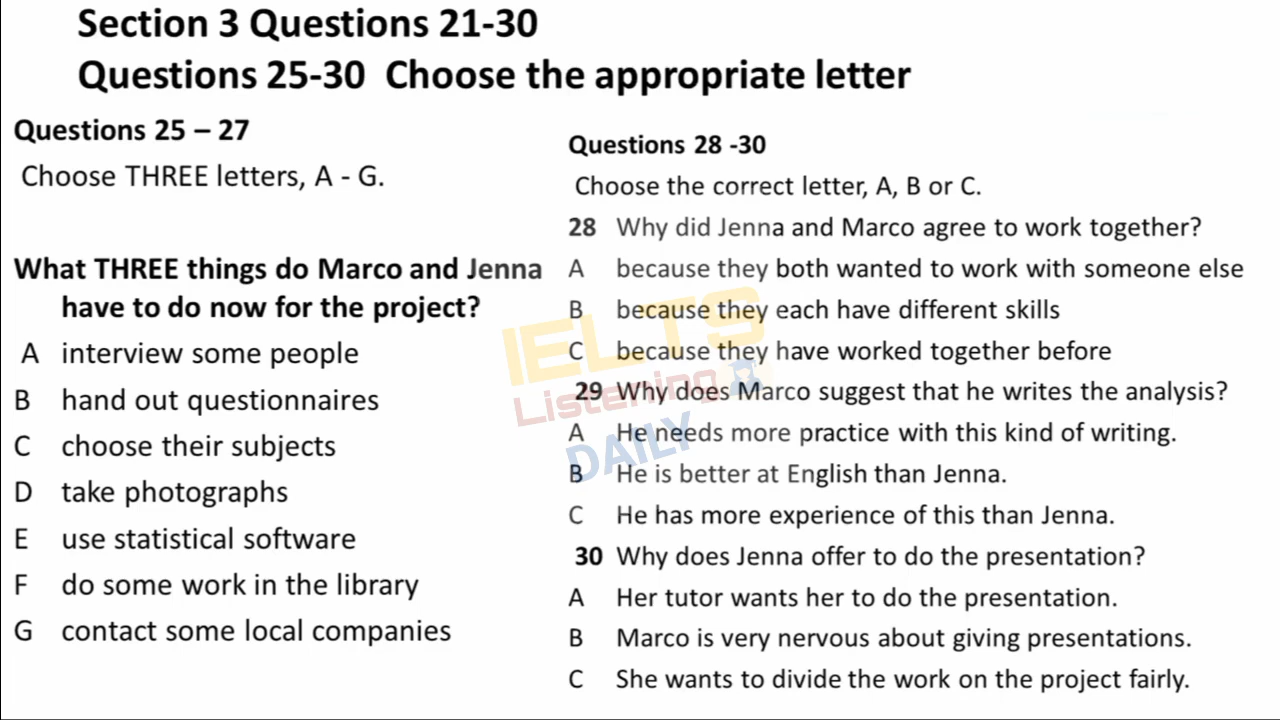 Section 3 Questions 21-30
Questions 25-30 Choose the appropriate letter
Questions 25 – 27
Choose THREE letters, A - G.
What THREE things do Marco and Jenna
have to do now for the project?
A interview some people
B hand out questionnaires
C choose their subjects
D take photographs
E use statistical software
F do some work in the library
G contact some local companies
Questions 28 -30
Choose the correct letter, A, B or C.
28 Why did Jenna and Marco agree to work together?
A because they both wanted to work with someone else
B because they each have different skills
C because they have worked together before
29 Why does Marco suggest that he writes the analysis?
A He needs more practice with this kind of writing.
B He is better at English than Jenna.
C He has more experience of this than Jenna.
30 Why does Jenna offer to do the presentation?
A Her tutor wants her to do the presentation.
B Marco is very nervous about giving presentations.
C She wants to divide the work on the project fairly.
IELTS
Listening
DAILY